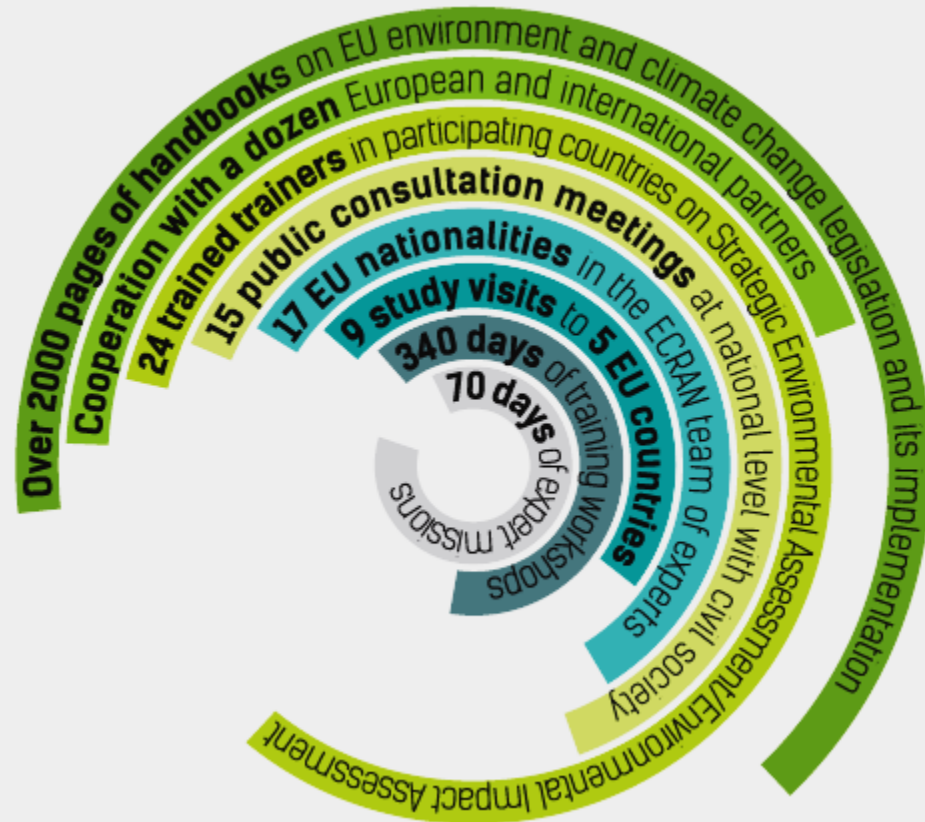 Over 2000 pages of handbooks on EU environment and climate change legislation and its implementation
Cooperation with a dozen European and international partners
24 trained trainers in participating countries on Strategic Environmental Assessment/Environmental Impact Assessment
15 public consultation meetings at national level with civil society
17 EU nationalities in the ECRAN team of experts
9 study visits to 5 EU countries
340 days of training workshops
70 days of expert missions